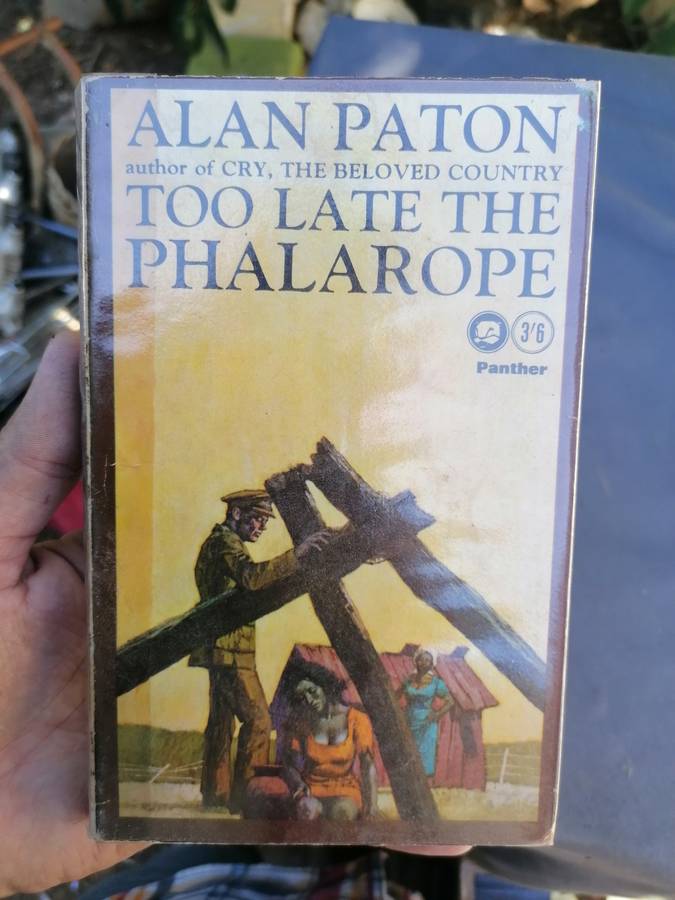 ALAN PATON
author of CRY, THE BELOVED COUNTRY
TOO LATE THE
PHALAROPE
3/6
Panther